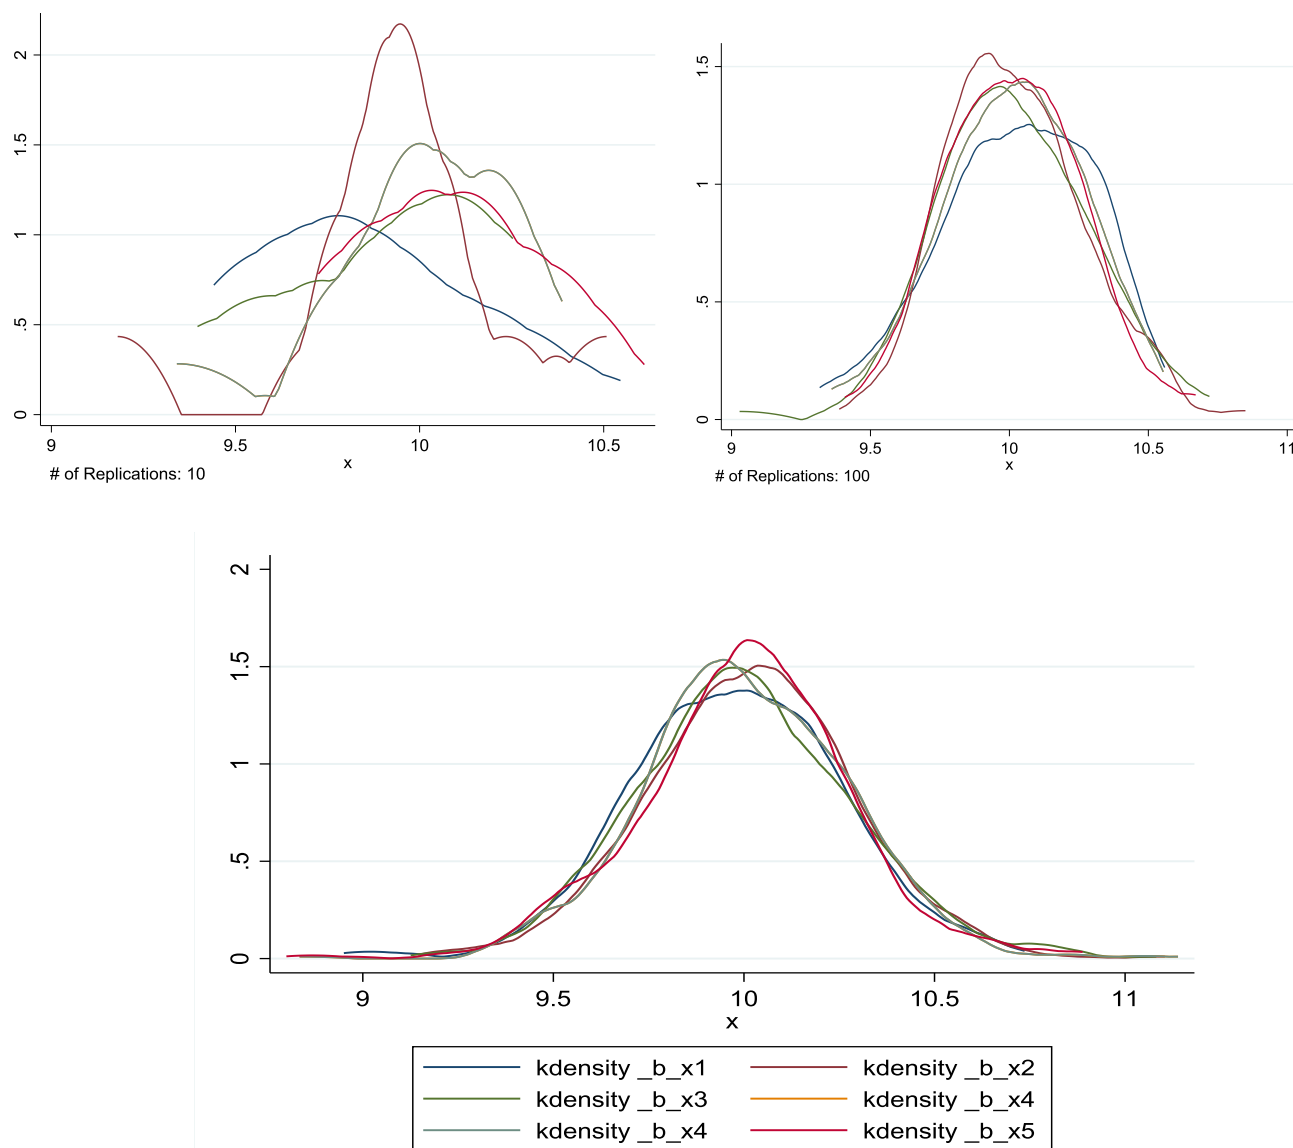 2
1.5
1
.5
0
9
9.5
10
10.5
x
# of Replications: 10
1.5
1
.5
0
9
9.5
10
10.5
11
x
# of Replications: 100
2
1.5
1
.5
0
9
9.5
10
10.5
11
x
kdensity _b_x1
kdensity _b_x2
kdensity _b_x3
kdensity _b_x4
kdensity _b_x4
kdensity _b_x5